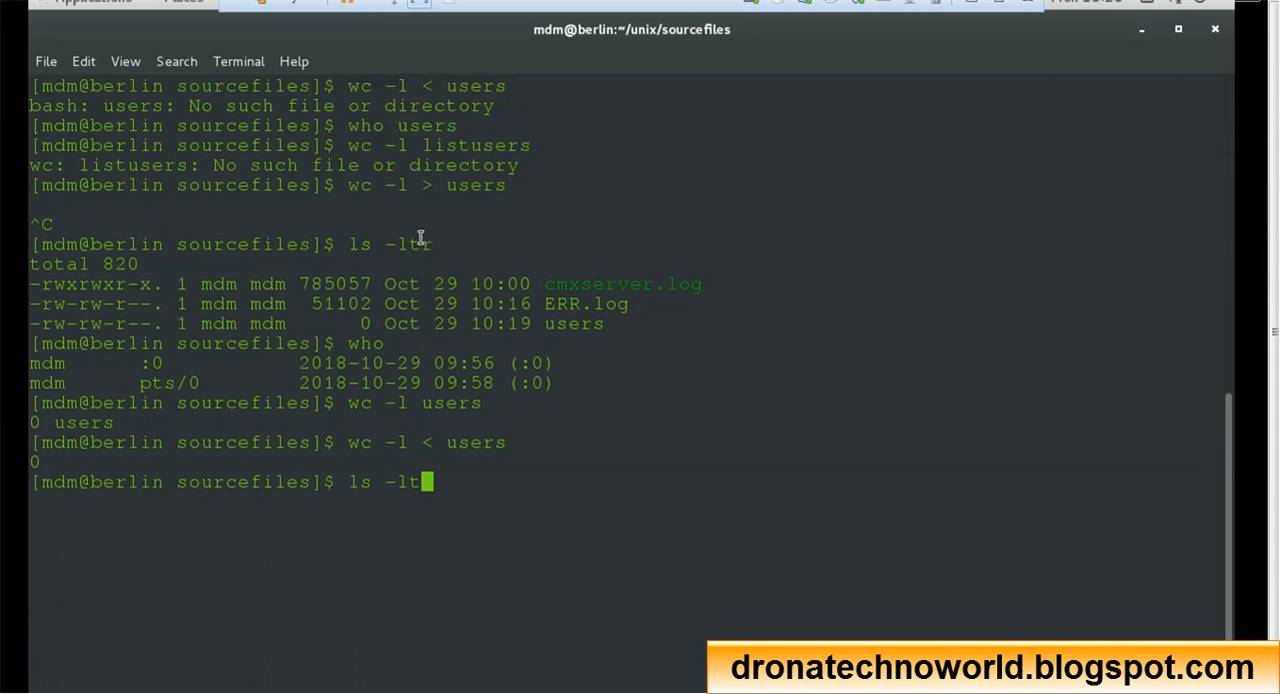 mdm@berlin:~/unix/sourcefiles
File Edit View Search Terminal Help
[mdm@berlin sourcefiles]$ wc -l < users
bash: users: No such file or directory
[mdm@berlin sourcefiles]$ who users
[mdm@berlin sourcefiles]$ wc -l listusers
wc: listusers: No such file or directory
[mdm@berlin sourcefiles]$ wc -l > users
^C
[mdm@berlin sourcefiles]$ ls -ltr
total 820
-rwxrwxr-x. 1 mdm mdm 785057 Oct 29 10:00 cmxserver.log
-rw-rw-r--. 1 mdm mdm 51102 Oct 29 10:16 ERR.log
-rw-rw-r--. 1 mdm mdm 0 Oct 29 10:19 users
[mdm@berlin sourcefiles]$ who
mdm :0 2018-10-29 09:56 (:0)
mdm pts/0 2018-10-29 09:58 (:0)
[mdm@berlin sourcefiles]$ wc -l users
0 users
[mdm@berlin sourcefiles]$ wc -l < users
0
[mdm@berlin sourcefiles]$ ls -lt
dronatechnoworld.blogspot.com